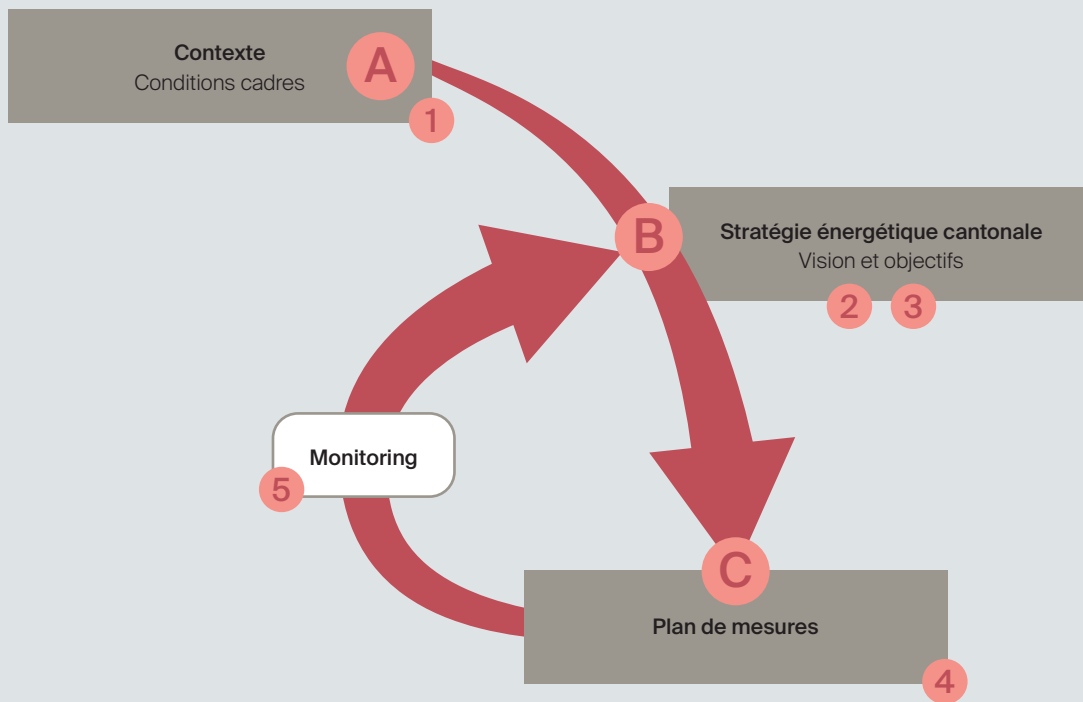 Contexte
Conditions cadres
A
1
B
Stratégie énergétique cantonale
Vision et objectifs
2 3
Monitoring
5
C
Plan de mesures
4